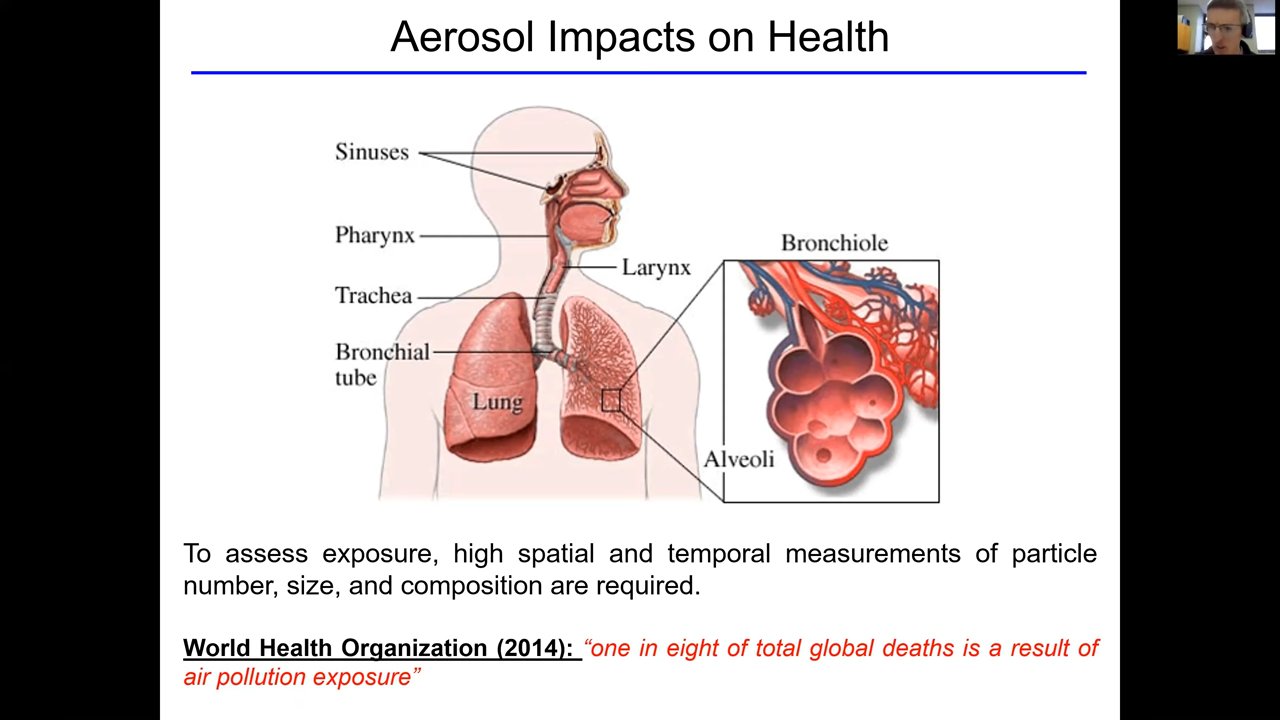 Aerosol Impacts on Health
Sinuses
Pharynx
Larynx
Trachea
Bronchial
tube
Lung
Bronchiole
Alveoli
To assess exposure, high spatial and temporal measurements of particle
number, size, and composition are required.
World Health Organization (2014): “one in eight of total global deaths is a result of
air pollution exposure”